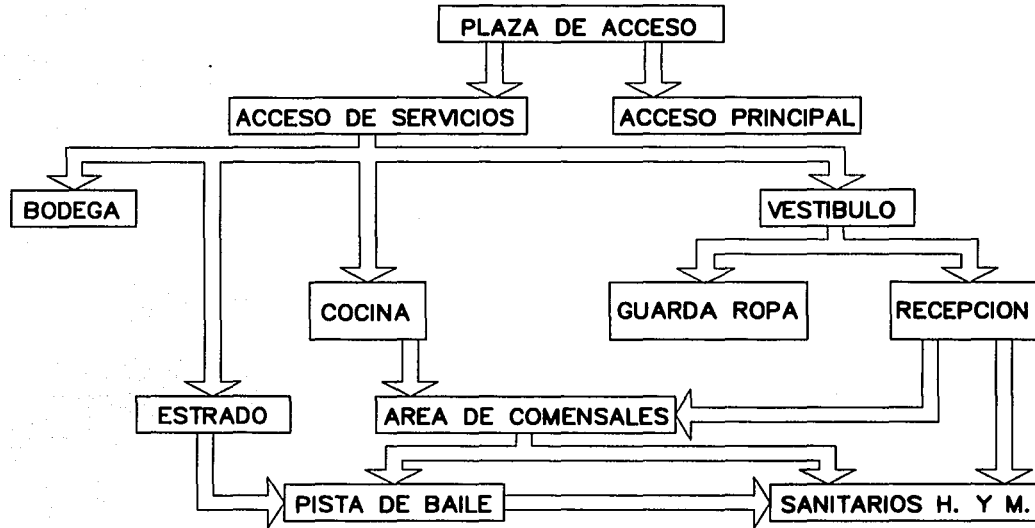 PLAZA DE ACCESO
ACCESO DE SERVICIOS
ACCESO PRINCIPAL
BODEGA
VESTIBULO
COCINA
GUARDA ROPA
RECEPCION
ESTRADO
AREA DE COMENSALES
PISTA DE BAILE
SANITARIOS H. Y M.